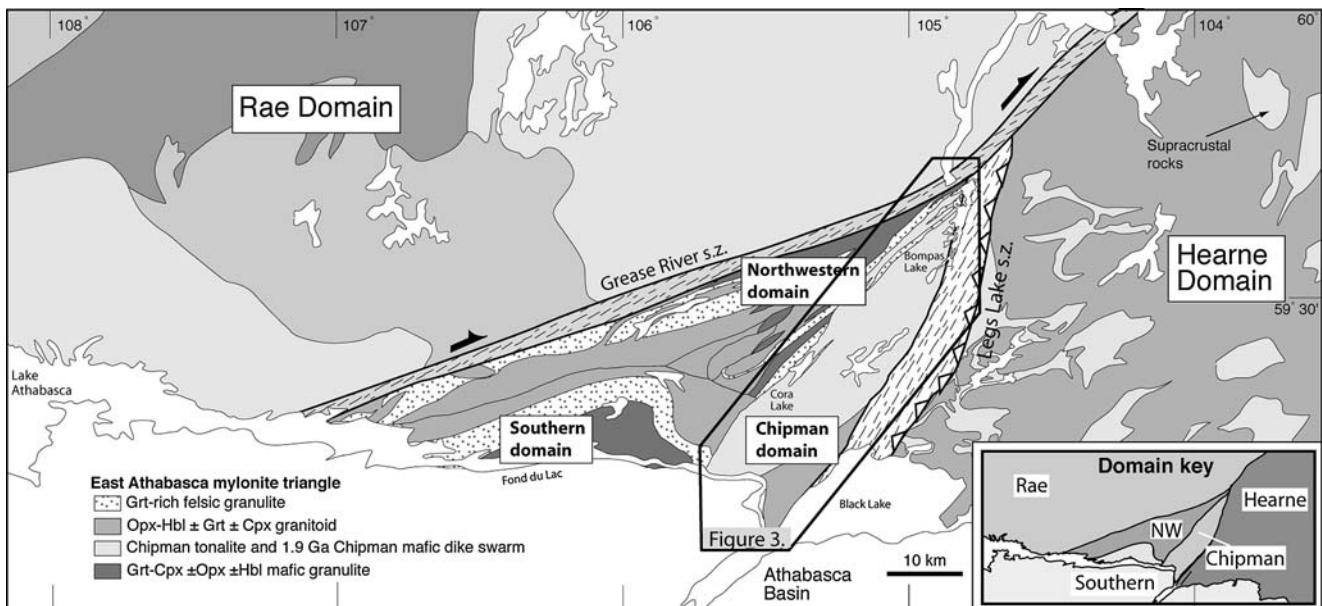 108°
107°
106°
105°
104
60°
Rae Domain
Supracrustal
rocks
Hearne
Domain
Grease River s.z.
Northwestern
domain
Bompas
Lake
Legs Lake s.z.
59° 30'
Lake
Athabasca
Cora
Lake
Southern
domain
Chipman
domain
Fond du Lac
Black Lake
East Athabasca mylonite triangle
Grt-rich felsic granulite
Opx-Hbl ± Grt ± Cpx granitoid
Chipman tonalite and 1.9 Ga Chipman mafic dike swarm
Grt-Cpx ±Opx ±Hbl mafic granulite
Figure 3.
Athabasca
Basin
10 km
Domain key
Rae
Hearne
NW
Chipman
Southern